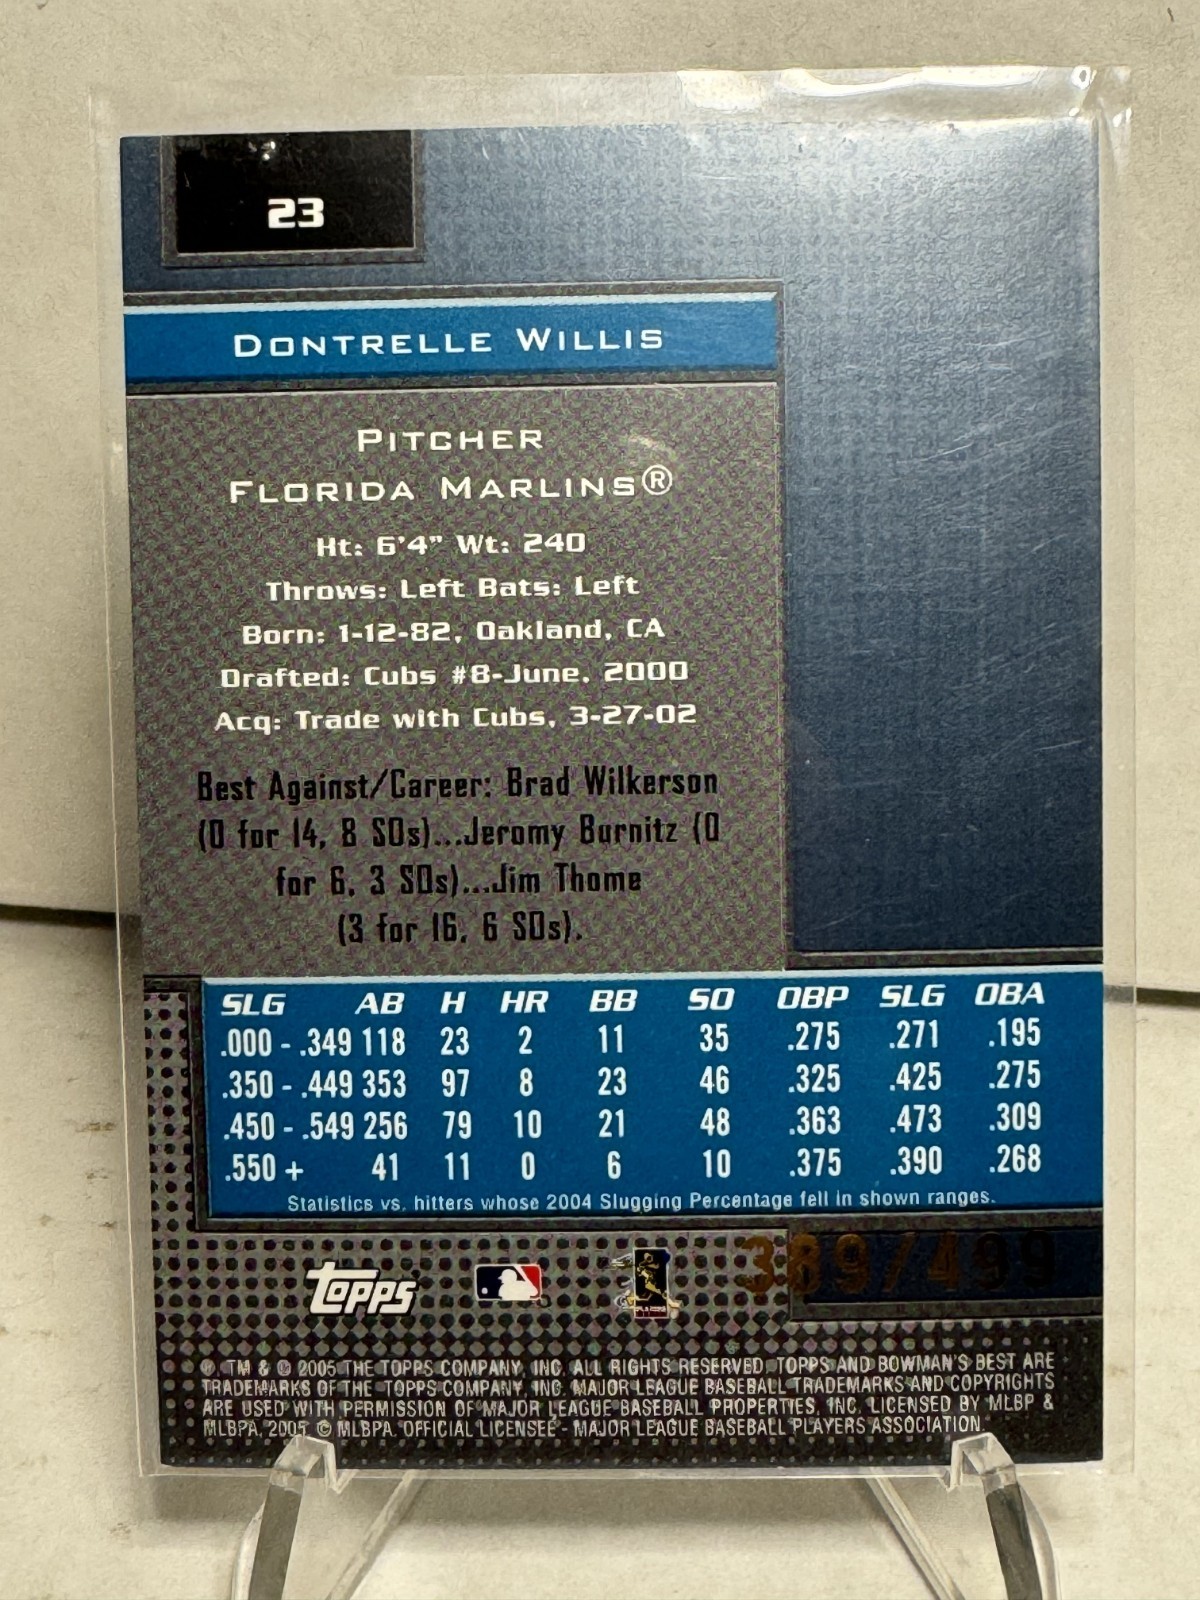 23
DONTRELLE WILLIS
PITCHER
FLORIDA MARLINS®
Ht: 6'4" Wt: 240
Throws: Left Bats: Left
Born: 1-12-82, Oakland, CA
Drafted: Cubs #8-June, 2000
Acq: Trade with Cubs, 3-27-02
Best Against/Career: Brad Wilkerson
(0 for 14, 8 SOs)...Jeromy Burnitz (0
for 6, 3 SOs)...Jim Thome
(3 for 16, 6 SOs).
SLG AB H HR BB SO OBP SLG OBA
.000 - .349 118 23 2 11 35 .275 .271 .195
.350 - .449 353 97 8 23 46 .325 .425 .275
.450 - .549 256 79 10 21 48 .363 .473 .309
.550 + 41 11 0 6 10 .375 .390 .268
Statistics vs. hitters whose 2004 Slugging Percentage fell in shown ranges.
389/499
TOPPS
® TM & © 2005 THE TOPPS COMPANY, INC. ALL RIGHTS RESERVED. TOPPS AND BOWMAN'S BEST ARE
TRADEMARKS OF THE TOPPS COMPANY, INC. MAJOR LEAGUE BASEBALL TRADEMARKS AND COPYRIGHTS
ARE USED WITH PERMISSION OF MAJOR LEAGUE BASEBALL PROPERTIES, INC. LICENSED BY MLBP &
MLBPA, 2005 © MLBPA. OFFICIAL LICENSEE - MAJOR LEAGUE BASEBALL PLAYERS ASSOCIATION.